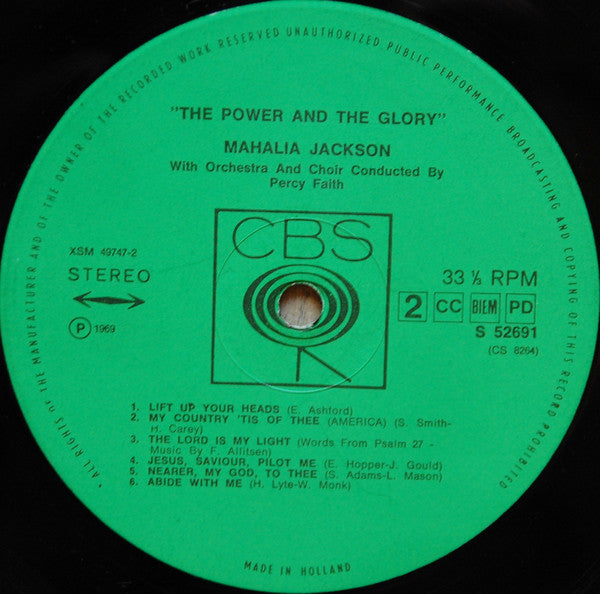 * ALL RIGHTS OF THE MANUFACTURER AND OF THE OWNER OF THE RECORDED WORK RESERVED UNAUTHORIZED PUBLIC PERFORMANCE BROADCASTING AND COPYING OF THIS RECORD PROHIBITED
"THE POWER AND THE GLORY"
MAHALIA JACKSON
With Orchestra And Choir Conducted By
Percy Faith
CBS
XSM 49747-2
STEREO
33 ⅓ RPM
2 CC BIEM PD
S 52691
(CS 8264)
Ⓟ 1969
1. LIFT UP YOUR HEADS (E. Ashford)
2. MY COUNTRY 'TIS OF THEE (AMERICA) (S. Smith-
H. Carey)
3. THE LORD IS MY LIGHT (Words From Psalm 27 -
Music By F. Allitsen)
4. JESUS, SAVIOUR, PILOT ME (E. Hopper-J. Gould)
5. NEARER, MY GOD, TO THEE (S. Adams-L. Mason)
6. ABIDE WITH ME (H. Lyte-W. Monk)
MADE IN HOLLAND